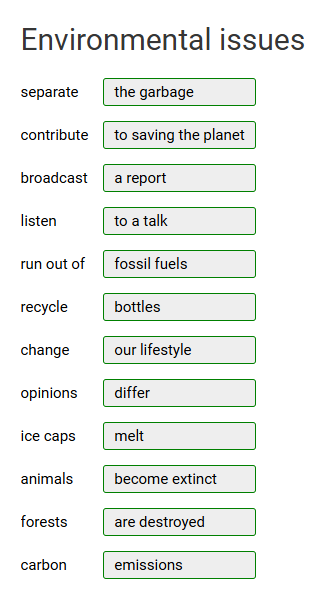 Environmental issues
separate the garbage
contribute to saving the planet
broadcast a report
listen to a talk
run out of fossil fuels
recycle bottles
change our lifestyle
opinions differ
ice caps melt
animals become extinct
forests are destroyed
carbon emissions